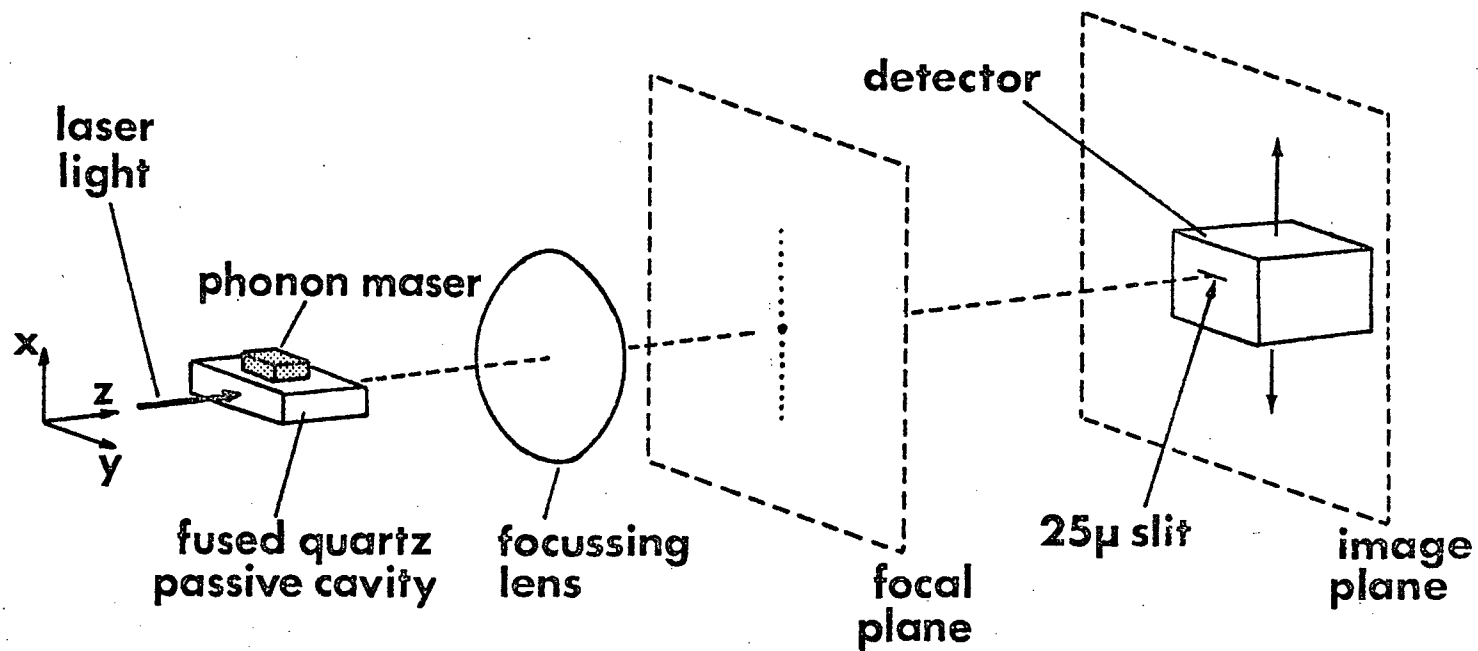 detector
laser
light
phonon maser
x
z
y
fused quartz
passive cavity
focussing
lens
focal
plane
25μ slit
image
plane